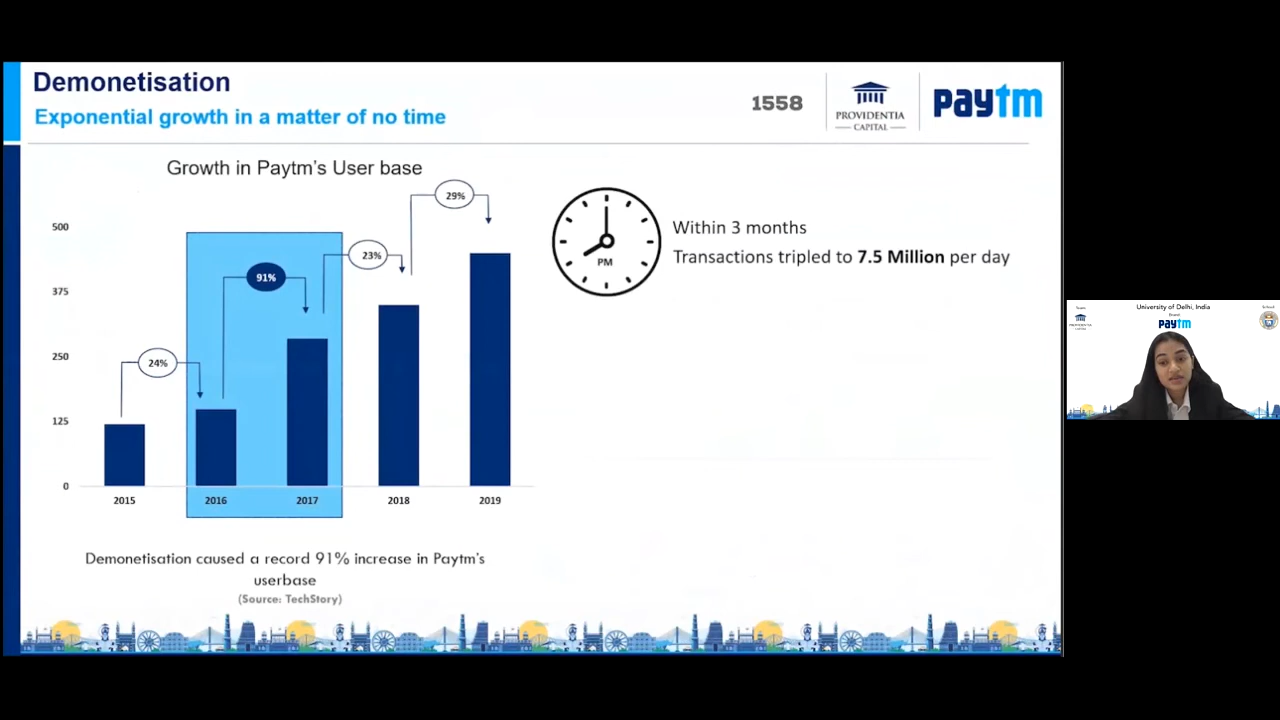 Demonetisation
Exponential growth in a matter of no time
1558
PROVIDENTIA
CAPITAL
paytm
Growth in Paytm's User base
500
375
250
125
0
24%
91%
23%
29%
2015
2016
2017
2018
2019
Demonetisation caused a record 91% increase in Paytm's
userbase
(Source: TechStory)
PM
Within 3 months
Transactions tripled to 7.5 Million per day
University of Delhi, India
paytm